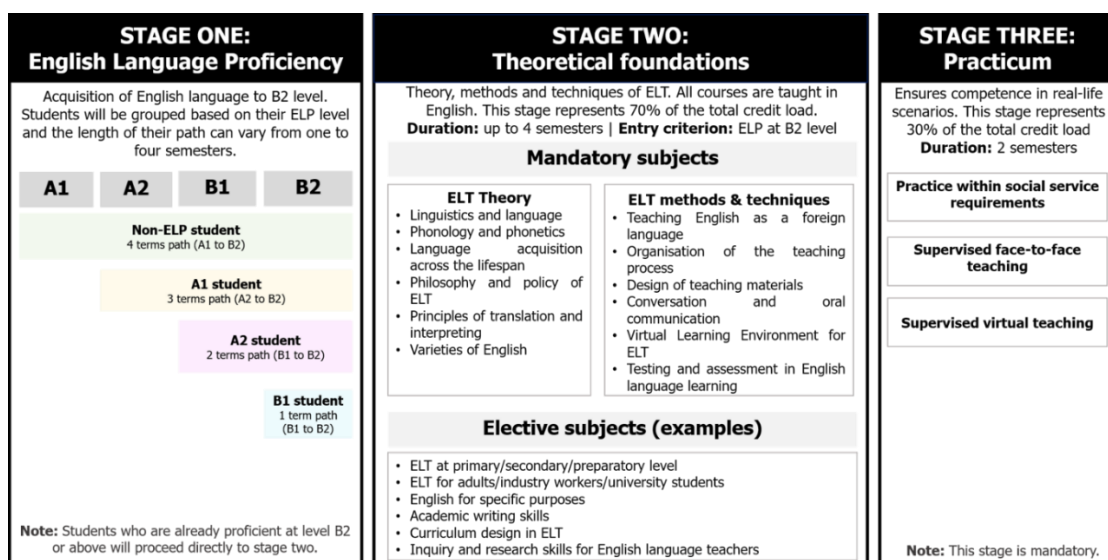 STAGE ONE:
English Language Proficiency
Acquisition of English language to B2 level.
Students will be grouped based on their ELP level
and the length of their path can vary from one to
four semesters.
A1
A2
B1
B2
Non-ELP student
4 terms path (A1 to B2)
A1 student
3 terms path (A2 to B2)
A2 student
2 terms path (B1 to B2)
B1 student
1 term path
(B1 to B2)
Note: Students who are already proficient at level B2
or above will proceed directly to stage two.
STAGE TWO:
Theoretical foundations
Theory, methods and techniques of ELT. All courses are taught in
English. This stage represents 70% of the total credit load.
Duration: up to 4 semesters | Entry criterion: ELP at B2 level
Mandatory subjects
ELT Theory
• Linguistics and language
• Phonology and phonetics
• Language acquisition
across the lifespan
• Philosophy and policy of
ELT
• Principles of translation and
interpreting
• Varieties of English
ELT methods & techniques
• Teaching English as a foreign
language
• Organisation of the teaching
process
• Design of teaching materials
• Conversation and oral
communication
• Virtual Learning Environment for
ELT
• Testing and assessment in English
language learning
Elective subjects (examples)
• ELT at primary/secondary/preparatory level
• ELT for adults/industry workers/university students
• English for specific purposes
• Academic writing skills
• Curriculum design in ELT
• Inquiry and research skills for English language teachers
STAGE THREE:
Practicum
Ensures competence in real-life
scenarios. This stage represents
30% of the total credit load
Duration: 2 semesters
Practice within social service
requirements
Supervised face-to-face
teaching
Supervised virtual teaching
Note: This stage is mandatory.